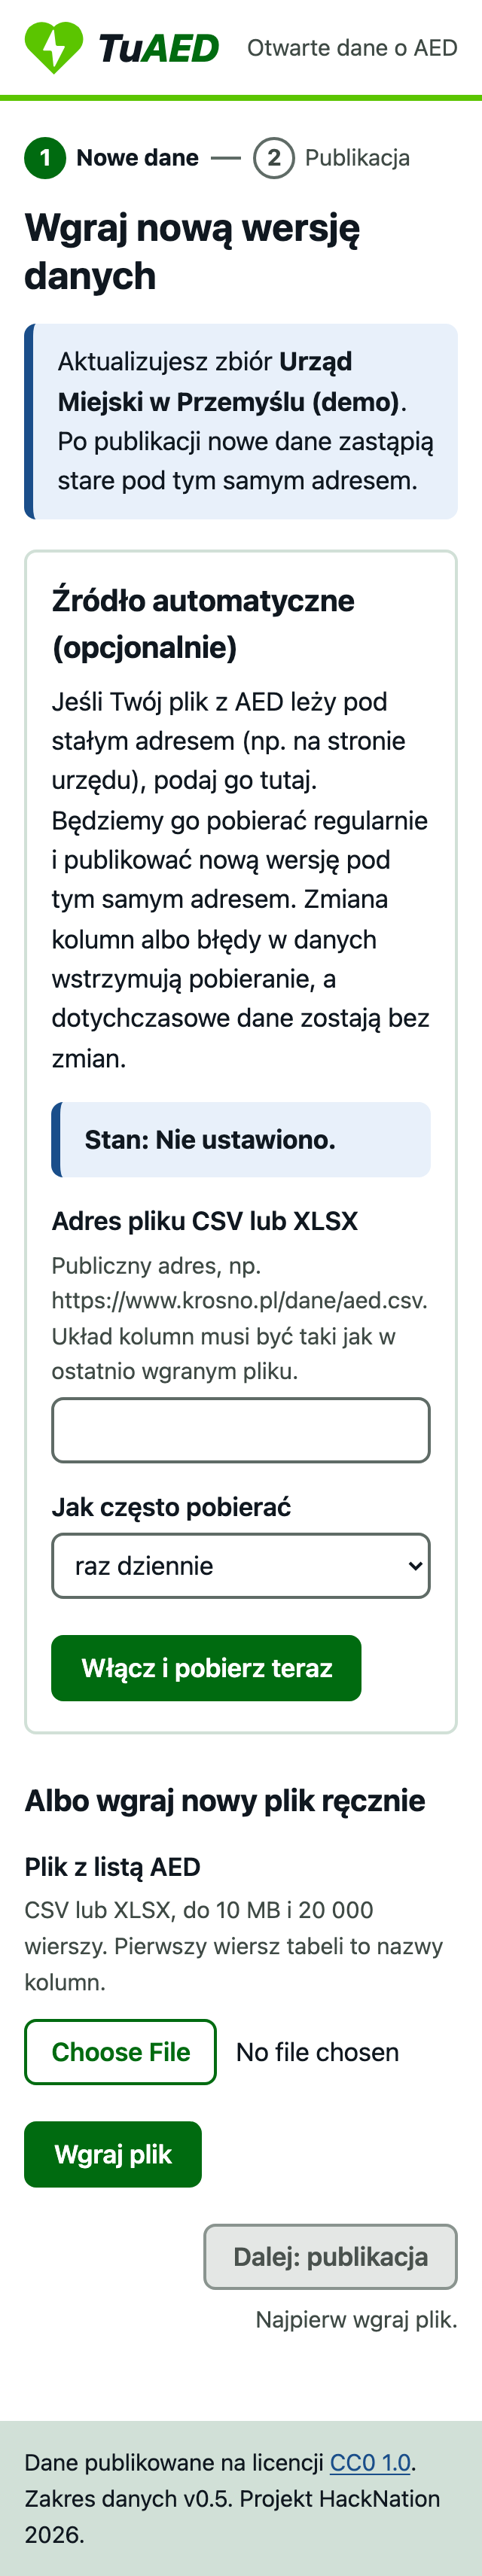 TuAED
Otwarte dane o AED
1 Nowe dane — 2 Publikacja
Wgraj nową wersję
danych
Aktualizujesz zbiór Urząd
Miejski w Przemyślu (demo).
Po publikacji nowe dane zastąpią
stare pod tym samym adresem.
Źródło automatyczne
(opcjonalnie)
Jeśli Twój plik z AED leży pod
stałym adresem (np. na stronie
urzędu), podaj go tutaj.
Będziemy go pobierać regularnie
i publikować nową wersję pod
tym samym adresem. Zmiana
kolumn albo błędy w danych
wstrzymują pobieranie, a
dotychczasowe dane zostają bez
zmian.
Stan: Nie ustawiono.
Adres pliku CSV lub XLSX
Publiczny adres, np.
https://www.krosno.pl/dane/aed.csv.
Układ kolumn musi być taki jak w
ostatnio wgranym pliku.
Jak często pobierać
raz dziennie
Włącz i pobierz teraz
Albo wgraj nowy plik ręcznie
Plik z listą AED
CSV lub XLSX, do 10 MB i 20 000
wierszy. Pierwszy wiersz tabeli to nazwy
kolumn.
Choose File No file chosen
Wgraj plik
Dalej: publikacja
Najpierw wgraj plik.
Dane publikowane na licencji CC0 1.0.
Zakres danych v0.5. Projekt HackNation
2026.